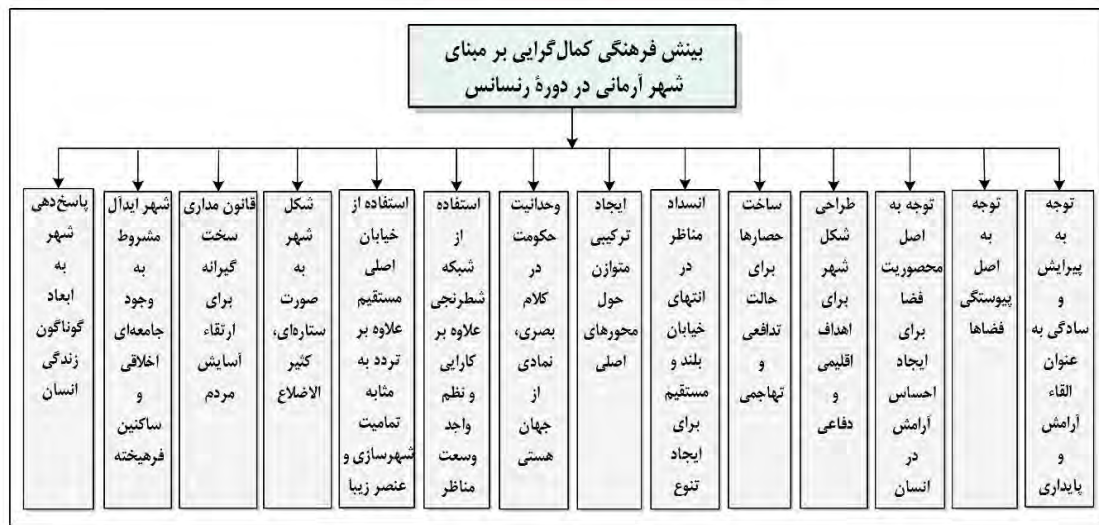 بینش فرهنگی کمال‌گرایی بر مبنای
شهر آرمانی در دورهٔ رنسانس
توجه
به
پیرایش
و
سادگی به
عنوان
القاء
آرامش
و
پایداری
توجه
به
اصل
پیوستگی
فضاها
توجه به
اصل
محصوریت
فضا
برای
ایجاد
احساس
آرامش
در
انسان
طراحی
شکل
شهر
برای
اهداف
اقلیمی
و
دفاعی
ساخت
حصارها
برای
حالت
تدافعی
و
تهاجمی
انسداد
مناظر
در
انتهای
خیابان
بلند و
مستقیم
برای
ایجاد
تنوع
ایجاد
ترکیبی
متوازن
حول
محورهای
اصلی
وحدانیت
حکومت
در
کلام
بصری،
نمادی
از
جهان
هستی
استفاده
از
شبکه
شطرنجی
علاوه بر
کارایی
و نظم
واجد
وسعت
مناظر
استفاده از
خیابان
اصلی
مستقیم
علاوه بر
تردد به
مثابه
تمامیت
شهرسازی و
عنصر زیبا
شکل
شهر
به
صورت
ستاره‌ای،
کثیر
الاضلاع
قانون مداری
سخت
گیرانه
برای
ارتقاء
آسایش
مردم
شهر ایدآل
مشروط
به
وجود
جامعه‌ای
اخلاقی
و
ساکنین
فرهیخته
پاسخ‌دهی
شهر
به
ابعاد
گوناگون
زندگی
انسان